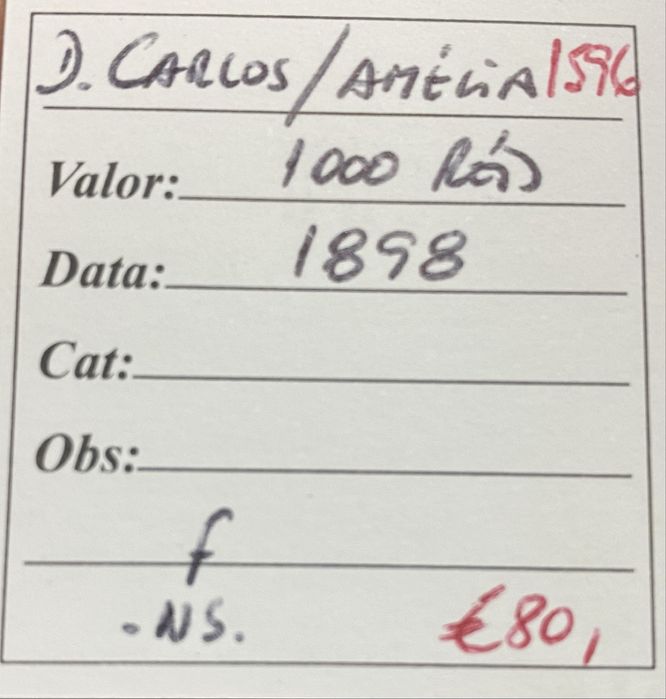 D. CARLOS/AMÉLIA 1596
Valor: 1000 Réis
Data: 1898
Cat:
Obs:
f
-NS.
€80,